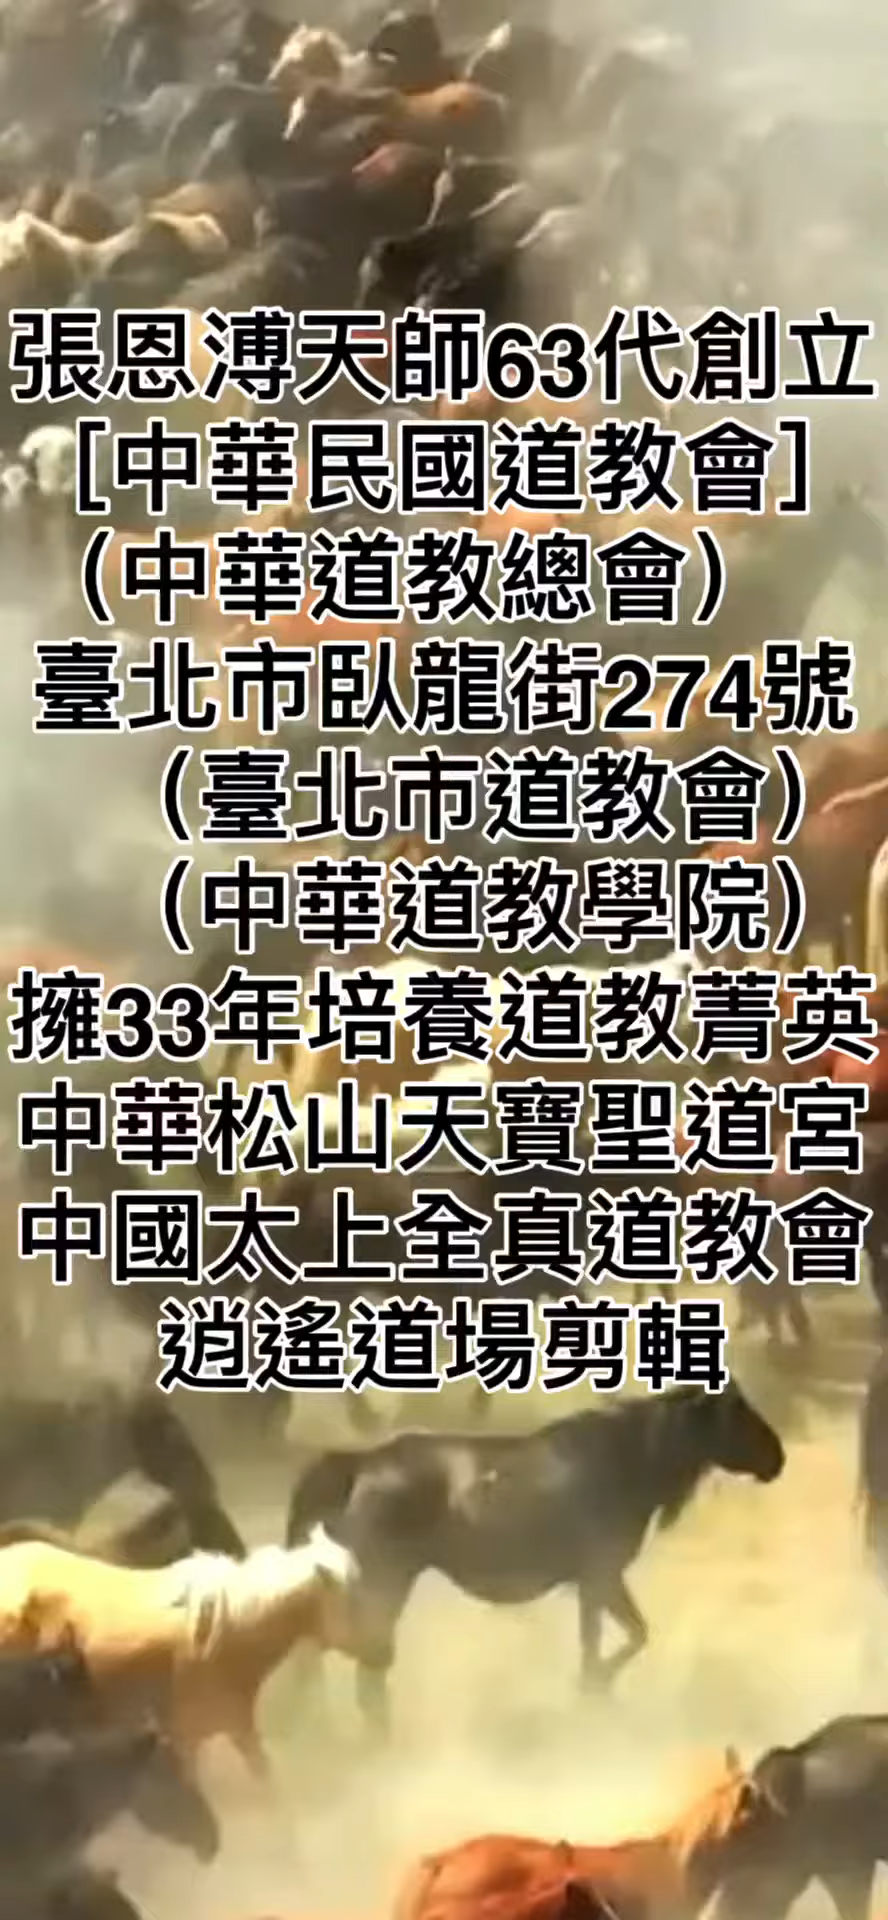 張恩溥天師63代創立
［中華民國道教會］
（中華道教總會）
臺北市臥龍街274號
（臺北市道教會）
（中華道教學院）
擁33年培養道教菁英
中華松山天寶聖道宮
中國太上全真道教會
逍遙道場剪輯